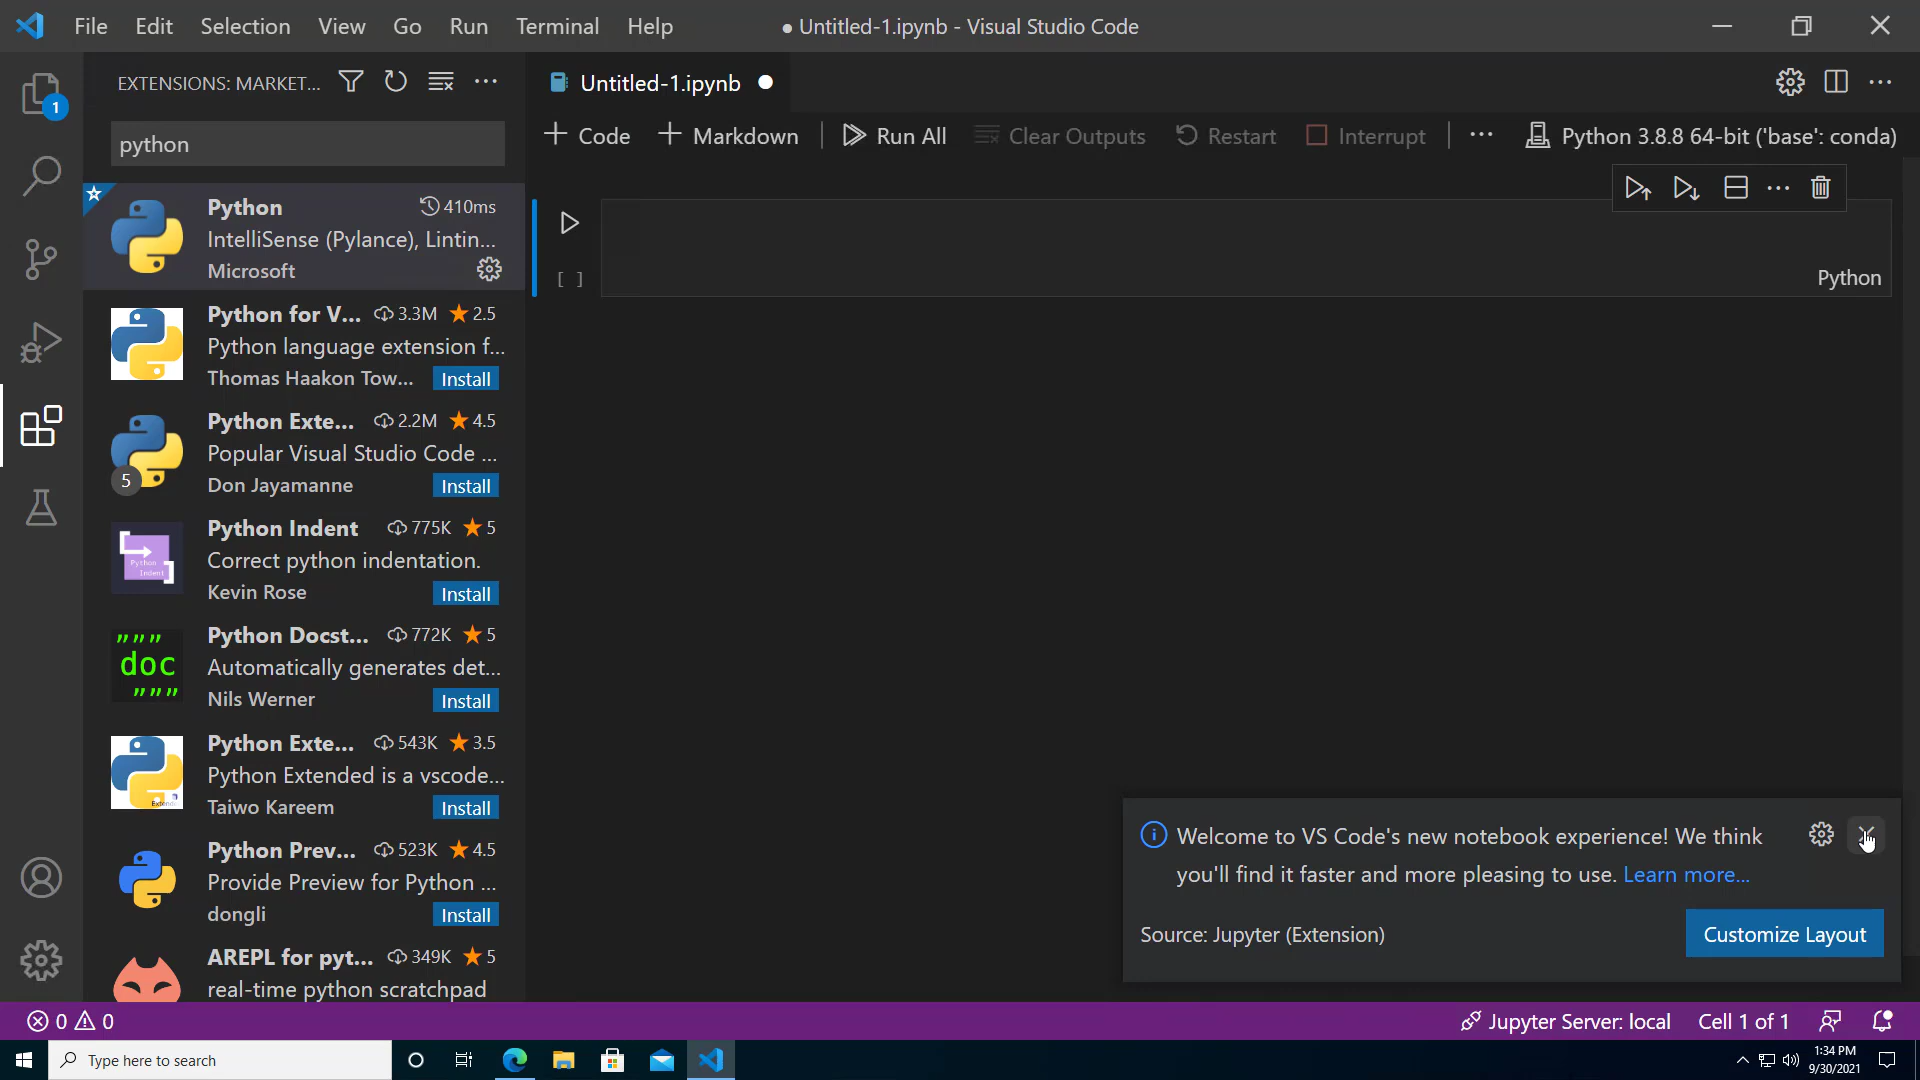 File Edit Selection View Go Run Terminal Help
● Untitled-1.ipynb - Visual Studio Code
1
EXTENSIONS: MARKET...
python
Python 410ms
IntelliSense (Pylance), Lintin...
Microsoft
Python for V... 3.3M ★ 2.5
Python language extension f...
Thomas Haakon Tow... Install
Python Exte... 2.2M ★ 4.5
Popular Visual Studio Code ...
5
Don Jayamanne Install
Python Indent 775K ★ 5
Correct python indentation.
Python
Indent
Kevin Rose Install
Python Docst... 772K ★ 5
"""
doc
"""
Automatically generates det...
Nils Werner Install
Python Exte... 543K ★ 3.5
Python Extended is a vscode...
Taiwo Kareem Install
Python Prev... 523K ★ 4.5
Provide Preview for Python ...
dongli Install
AREPL for pyt... 349K ★ 5
real-time python scratchpad
Untitled-1.ipynb ●
+ Code + Markdown Run All Clear Outputs Restart Interrupt ... Python 3.8.8 64-bit ('base': conda)
[ ]
Python
Welcome to VS Code's new notebook experience! We think
you'll find it faster and more pleasing to use. Learn more...
Source: Jupyter (Extension) Customize Layout
0 0 Jupyter Server: local Cell 1 of 1
Type here to search
1:34 PM
9/30/2021